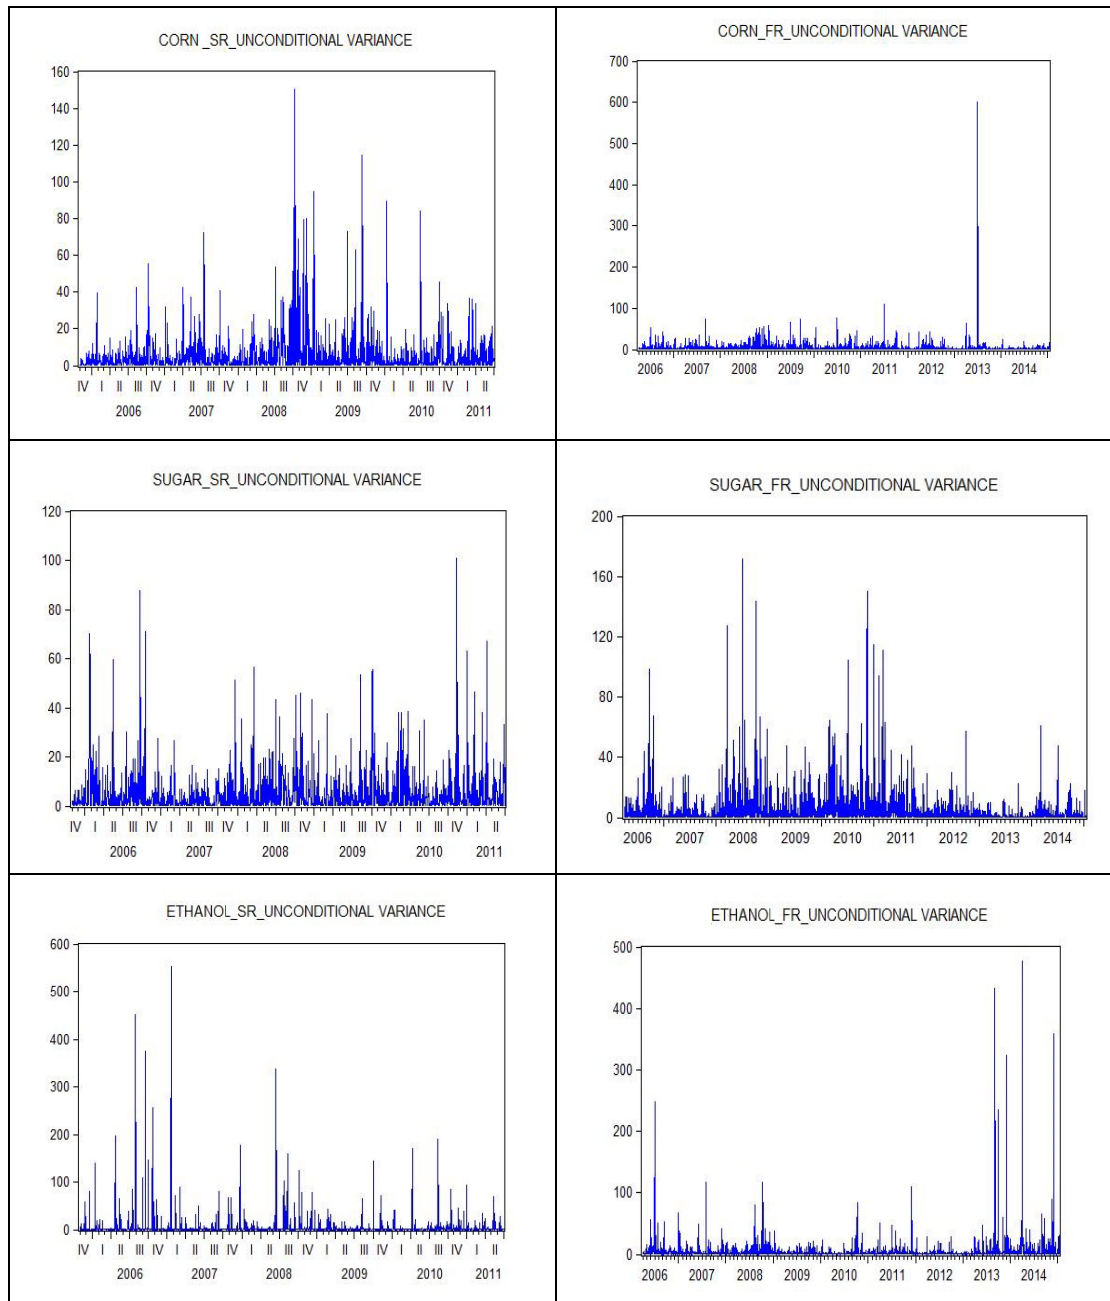 CORN _SR_UNCONDITIONAL VARIANCE
160
140
120
100
80
60
40
20
0
IV I II III IV I II III IV I II III IV I II III IV I II III IV I II
2006 2007 2008 2009 2010 2011
CORN_FR_UNCONDITIONAL VARIANCE
700
600
500
400
300
200
100
0
2006 2007 2008 2009 2010 2011 2012 2013 2014
SUGAR_SR_UNCONDITIONAL VARIANCE
120
100
80
60
40
20
0
IV I II III IV I II III IV I II III IV I II III IV I II III IV I II
2006 2007 2008 2009 2010 2011
SUGAR_FR_UNCONDITIONAL VARIANCE
200
160
120
80
40
0
2006 2007 2008 2009 2010 2011 2012 2013 2014
ETHANOL_SR_UNCONDITIONAL VARIANCE
600
500
400
300
200
100
0
IV I II III IV I II III IV I II III IV I II III IV I II III IV I II
2006 2007 2008 2009 2010 2011
ETHANOL_FR_UNCONDITIONAL VARIANCE
500
400
300
200
100
0
2006 2007 2008 2009 2010 2011 2012 2013 2014